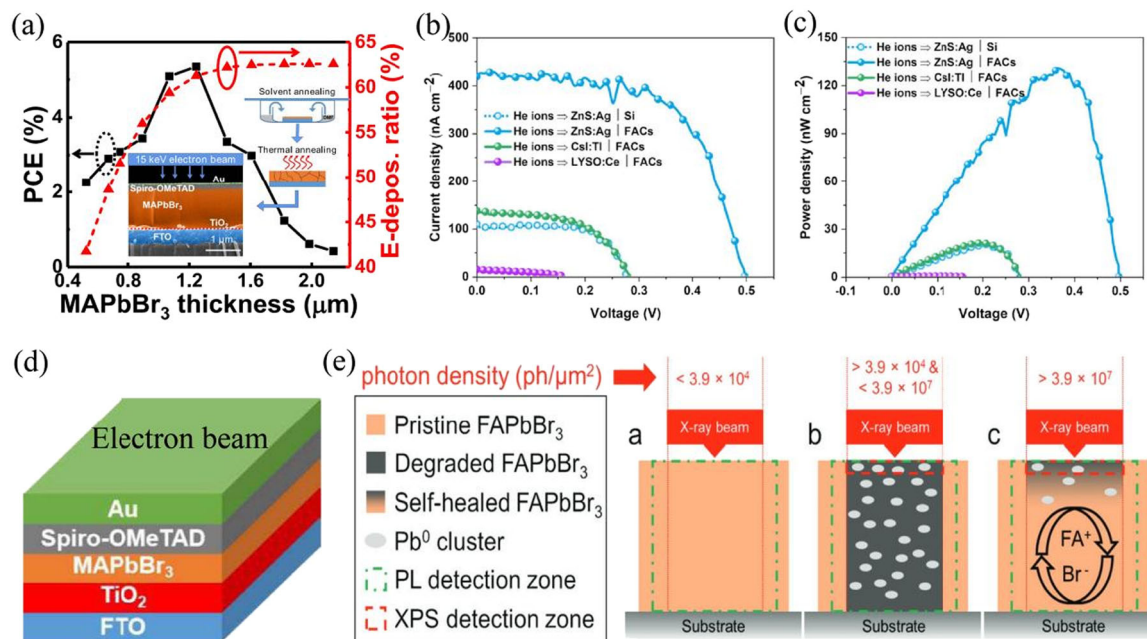 (a)
6
4
2
0
PCE (%)
65
60
55
50
45
40
E-depos. ratio (%)
0.4
0.8
1.2
1.6
2.0
MAPbBr₃ thickness (μm)
Solvent annealing
Thermal annealing
15 keV electron beam
Au
Spiro-OMeTAD
MAPbBr₃
TiO₂
FTO
1 μm
(b)
500
400
300
200
100
0
Current density (nA cm⁻²)
He ions ⇒ ZnS:Ag | Si
He ions ⇒ ZnS:Ag | FACs
He ions ⇒ CsI:Tl | FACs
He ions ⇒ LYSO:Ce | FACs
0.0
0.1
0.2
0.3
0.4
0.5
Voltage (V)
(c)
150
120
90
60
30
0
Power density (nW cm⁻²)
He ions ⇒ ZnS:Ag | Si
He ions ⇒ ZnS:Ag | FACs
He ions ⇒ CsI:Tl | FACs
He ions ⇒ LYSO:Ce | FACs
-0.1
0.0
0.1
0.2
0.3
0.4
0.5
Voltage (V)
(d)
Electron beam
Au
Spiro-OMeTAD
MAPbBr₃
TiO₂
FTO
(e)
photon density (ph/μm²)
Pristine FAPbBr₃
Degraded FAPbBr₃
Self-healed FAPbBr₃
Pb⁰ cluster
PL detection zone
XPS detection zone
< 3.9 × 10⁴
X-ray beam
a
Substrate
> 3.9 × 10⁴ &
< 3.9 × 10⁷
X-ray beam
b
Substrate
> 3.9 × 10⁷
X-ray beam
c
FA⁺
Br⁻
Substrate